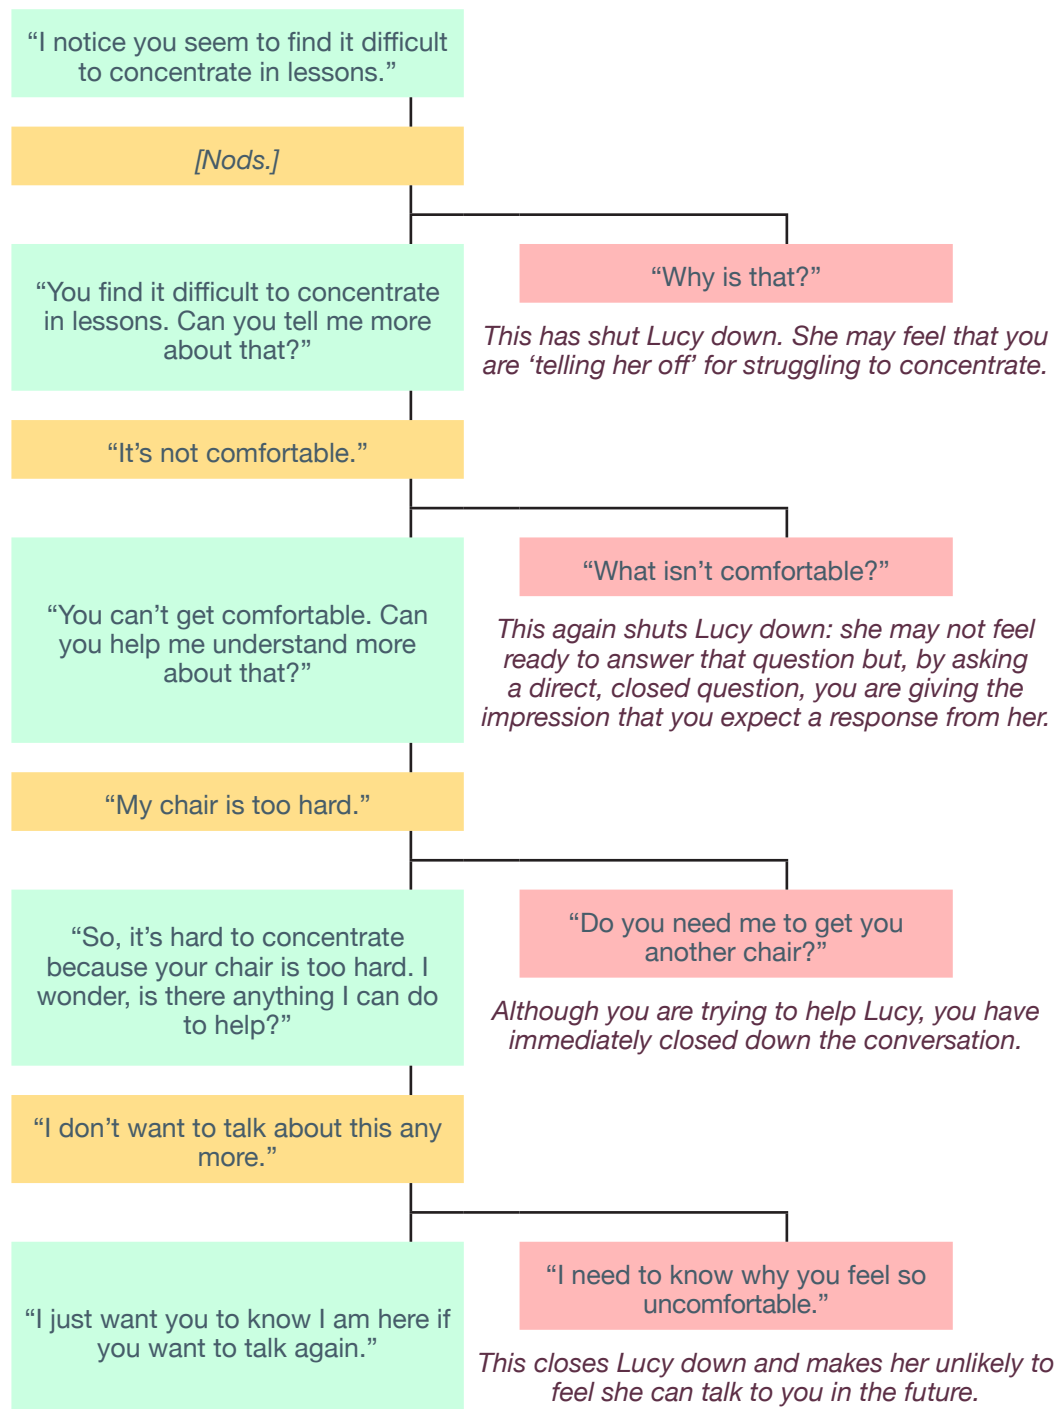 “I notice you seem to find it difficult
to concentrate in lessons.”
[Nods.]
“You find it difficult to concentrate
in lessons. Can you tell me more
about that?”
“Why is that?”
This has shut Lucy down. She may feel that you
are ‘telling her off’ for struggling to concentrate.
“It’s not comfortable.”
“You can’t get comfortable. Can
you help me understand more
about that?”
“What isn’t comfortable?”
This again shuts Lucy down: she may not feel
ready to answer that question but, by asking
a direct, closed question, you are giving the
impression that you expect a response from her.
“My chair is too hard.”
“So, it’s hard to concentrate
because your chair is too hard. I
wonder, is there anything I can do
to help?”
“Do you need me to get you
another chair?”
Although you are trying to help Lucy, you have
immediately closed down the conversation.
“I don’t want to talk about this any
more.”
“I just want you to know I am here if
you want to talk again.”
“I need to know why you feel so
uncomfortable.”
This closes Lucy down and makes her unlikely to
feel she can talk to you in the future.